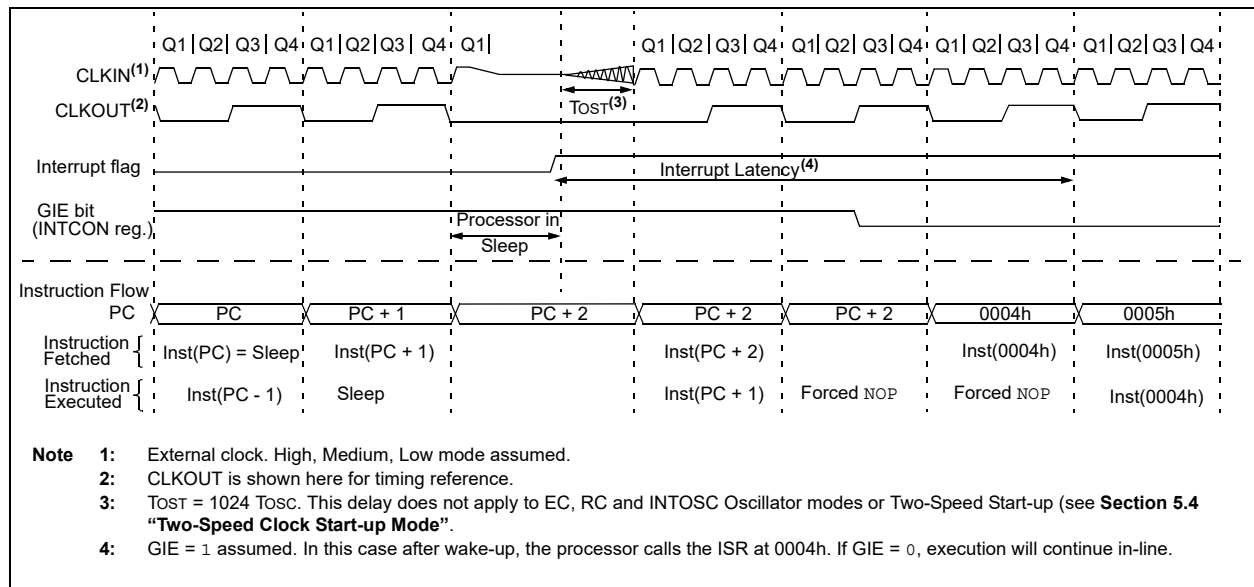 Q1 Q2 Q3 Q4 Q1 Q2 Q3 Q4 Q1 Q1 Q2 Q3 Q4 Q1 Q2 Q3 Q4 Q1 Q2 Q3 Q4 Q1 Q2 Q3 Q4
CLKIN(1)
CLKOUT(2)
TOST(3)
Interrupt flag
Interrupt Latency(4)
GIE bit
(INTCON reg.)
Processor in
Sleep
Instruction Flow
PC PC PC + 1 PC + 2 PC + 2 PC + 2 0004h 0005h
Instruction
Fetched
Inst(PC) = Sleep Inst(PC + 1) Inst(PC + 2) Inst(0004h) Inst(0005h)
Instruction
Executed
Inst(PC - 1) Sleep Inst(PC + 1) Forced NOP Forced NOP Inst(0004h)
Note 1: External clock. High, Medium, Low mode assumed.
2: CLKOUT is shown here for timing reference.
3: TOST = 1024 TOSC. This delay does not apply to EC, RC and INTOSC Oscillator modes or Two-Speed Start-up (see Section 5.4
“Two-Speed Clock Start-up Mode”.
4: GIE = 1 assumed. In this case after wake-up, the processor calls the ISR at 0004h. If GIE = 0, execution will continue in-line.